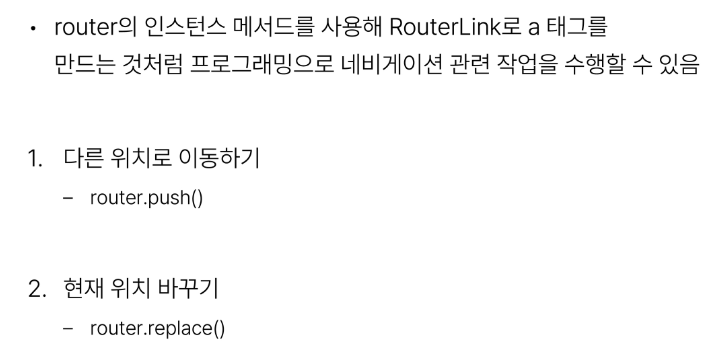 • router의 인스턴스 메서드를 사용해 RouterLink로 a 태그를
만드는 것처럼 프로그래밍으로 네비게이션 관련 작업을 수행할 수 있음
1. 다른 위치로 이동하기
– router.push()
2. 현재 위치 바꾸기
– router.replace()